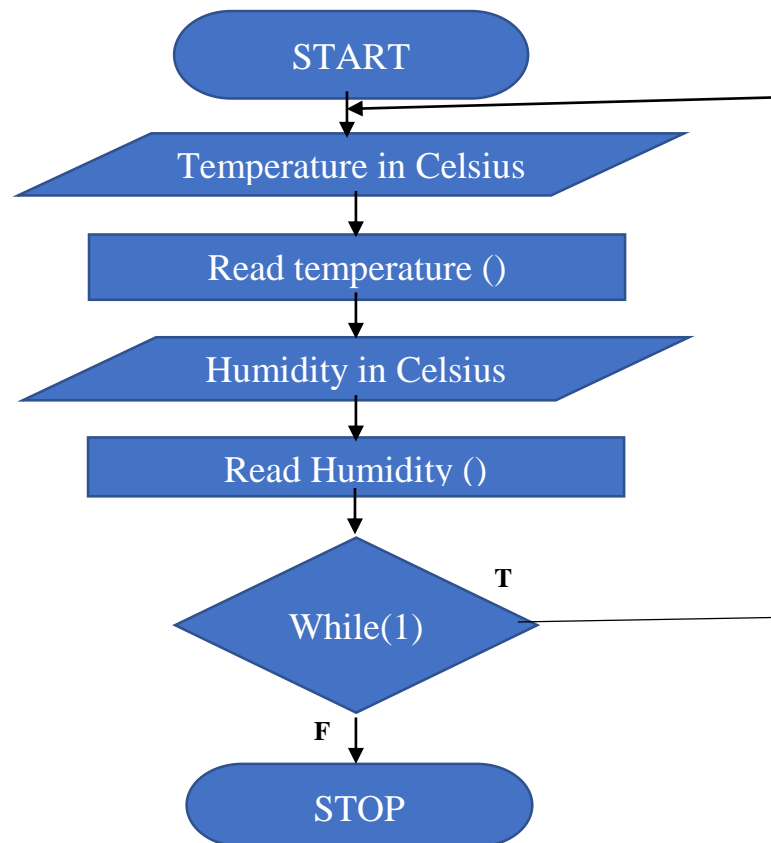 START
Temperature in Celsius
Read temperature ()
Humidity in Celsius
Read Humidity ()
T
While(1)
F
STOP